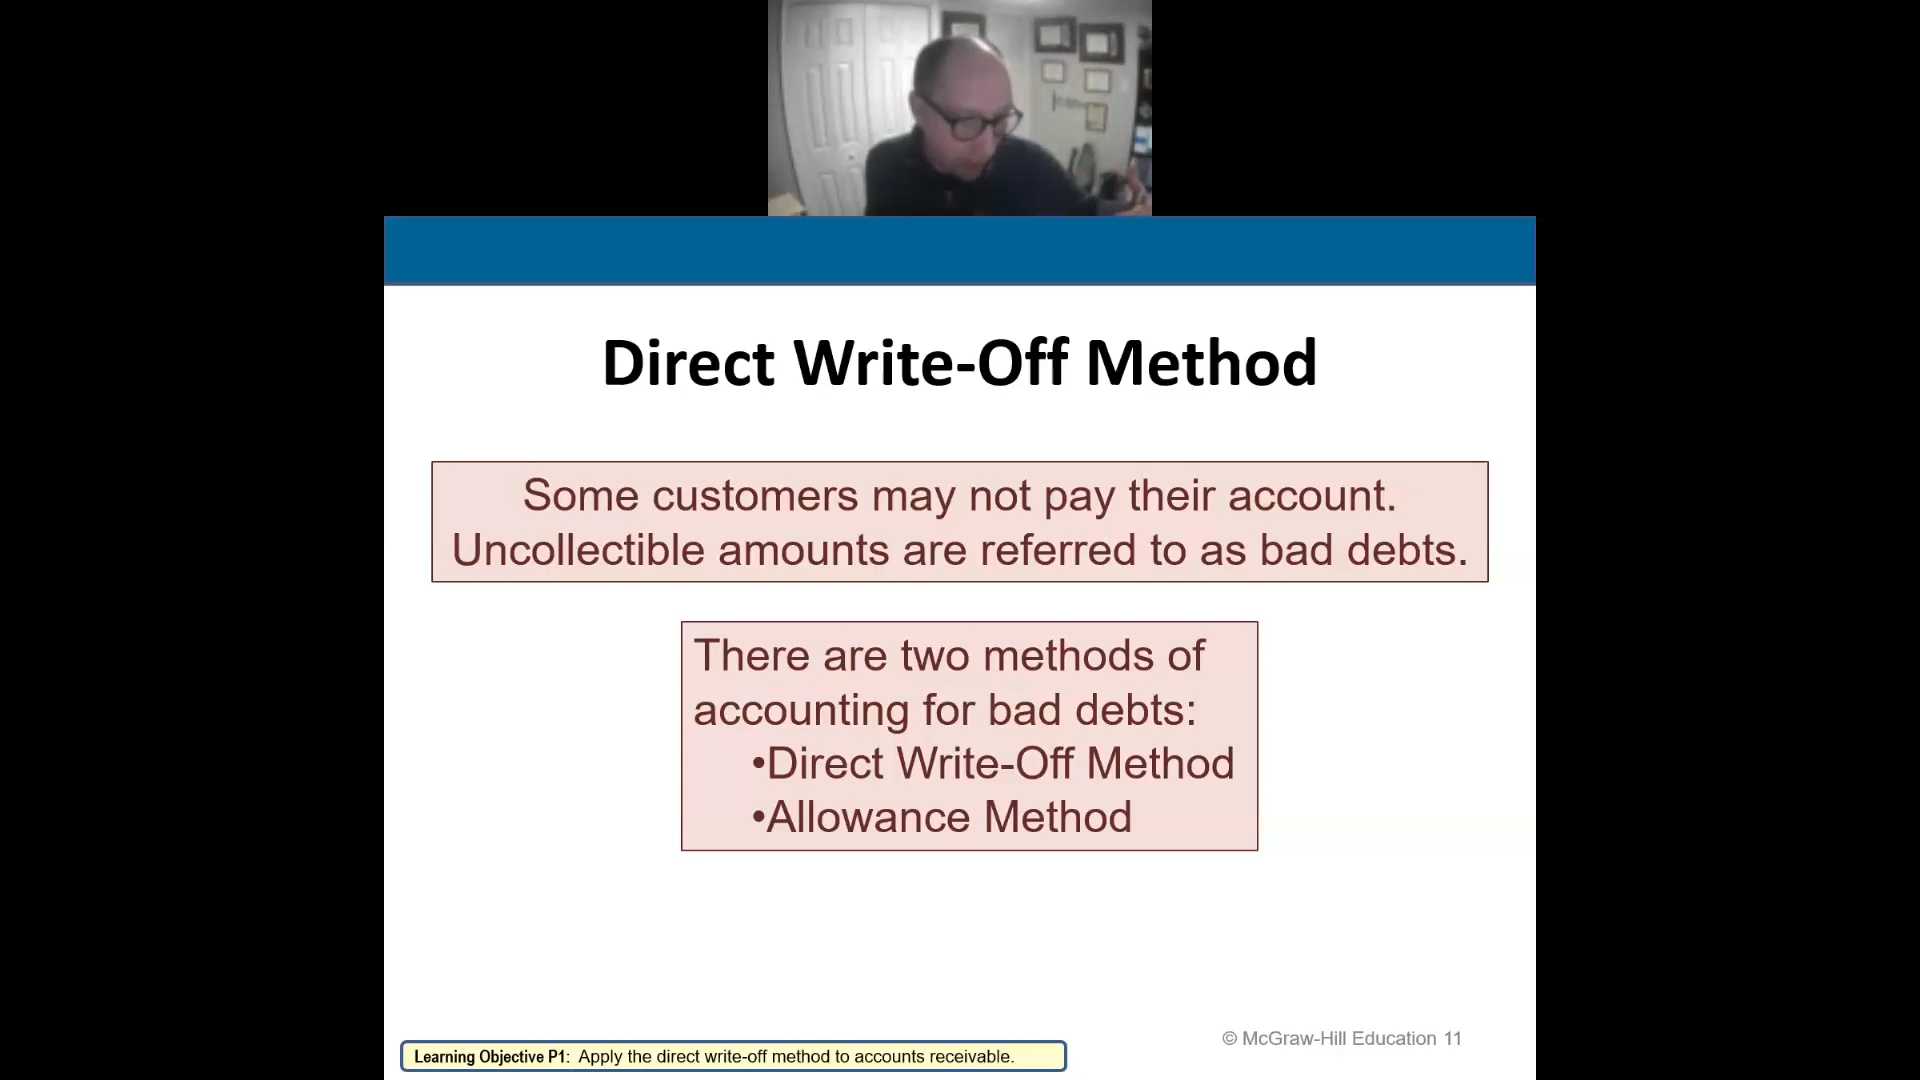 Direct Write-Off Method
Some customers may not pay their account.
Uncollectible amounts are referred to as bad debts.
There are two methods of
accounting for bad debts:
•Direct Write-Off Method
•Allowance Method
© McGraw-Hill Education 11
Learning Objective P1: Apply the direct write-off method to accounts receivable.